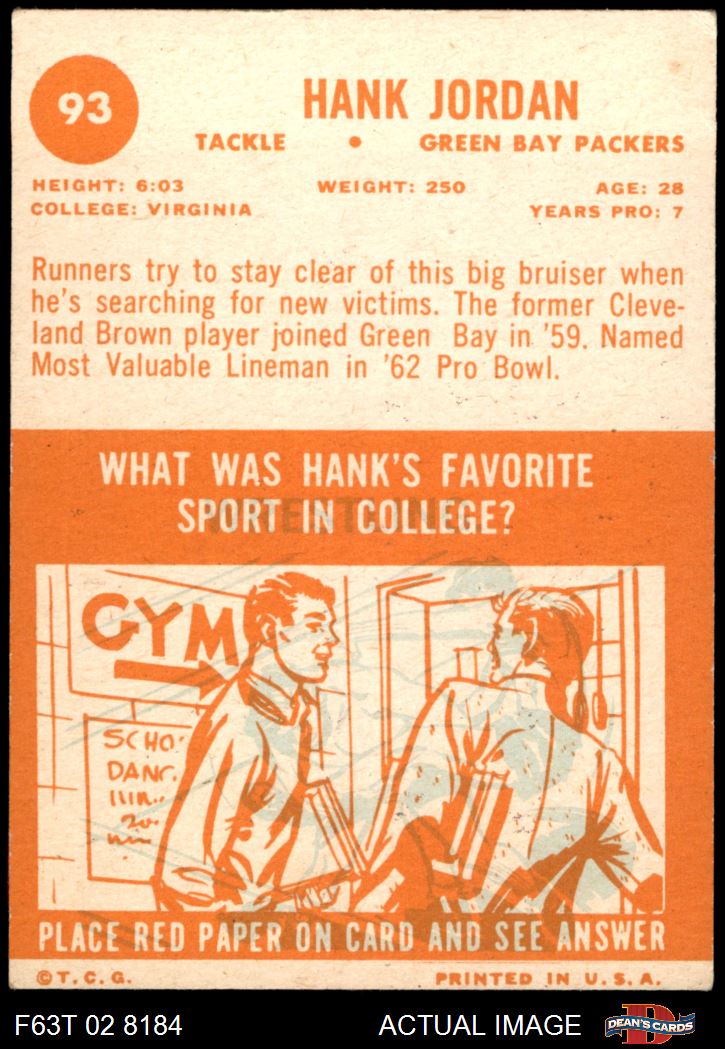 93
HANK JORDAN
TACKLE • GREEN BAY PACKERS
HEIGHT: 6:03 WEIGHT: 250 AGE: 28
COLLEGE: VIRGINIA YEARS PRO: 7
Runners try to stay clear of this big bruiser when
he's searching for new victims. The former Cleve-
land Brown player joined Green Bay in '59. Named
Most Valuable Lineman in '62 Pro Bowl.
WHAT WAS HANK'S FAVORITE
SPORT IN COLLEGE?
GYM
SCHO
DANC.
PLACE RED PAPER ON CARD AND SEE ANSWER
©T.C.G. PRINTED IN U.S.A.
F63T 02 8184 ACTUAL IMAGE DEAN'S CARDS